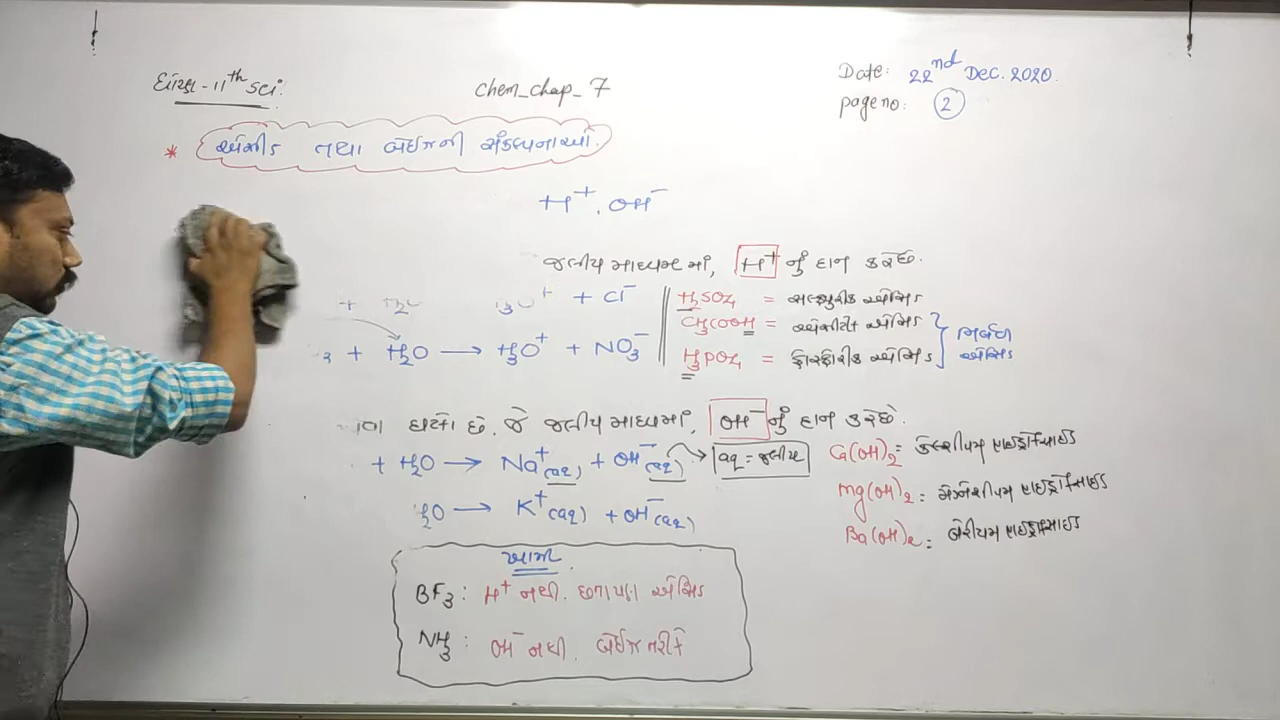 ધોરણ-11th sci.
chem_chap_7
Date: 22nd Dec. 2020.
page no: 2
* એસીડ તથા બેઇઝની સંકલ્પનાઓ.
H⁺, OH⁻
જલીય માધ્યમ માં, H⁺ નું દાન કરે છે.
+ H₂O H₃O⁺ + Cl⁻
₃ + H₂O → H₃O⁺ + NO₃⁻
H₂SO₄ = સલ્ફ્યુરીક એસિડ
CH₃COOH = એસીટીક એસિડ
H₃PO₄ = ફોસ્ફોરીક એસિડ
નિર્બળ એસિડ
છે. જે જલીય માધ્યમમાં, OH⁻ નું દાન કરે છે.
+ H₂O → Na⁺(aq) + OH⁻(aq) → aq = જલીય
H₂O → K⁺(aq) + OH⁻(aq)
Ca(OH)₂ = કેલ્શીયમ હાઇડ્રોક્સાઇડ
Mg(OH)₂ = મેગ્નેશીયમ હાઇડ્રોક્સાઇડ
Ba(OH)₂ = બેરીયમ હાઇડ્રોક્સાઇડ
ખામી
BF₃ : H⁺ નથી. છતાપણ એસિડ
NH₃ : OH⁻ નથી. બેઇઝ તરીકે